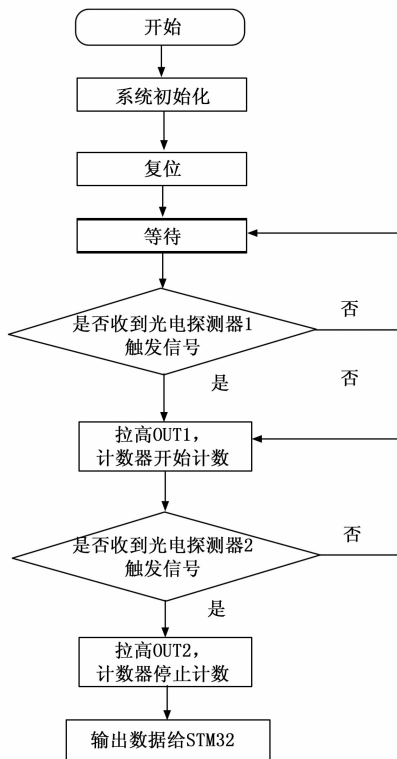 开始
系统初始化
复位
等待
是否收到光电探测器1
触发信号
否
是
否
拉高OUT1，
计数器开始计数
是否收到光电探测器2
触发信号
否
是
拉高OUT2，
计数器停止计数
输出数据给STM32